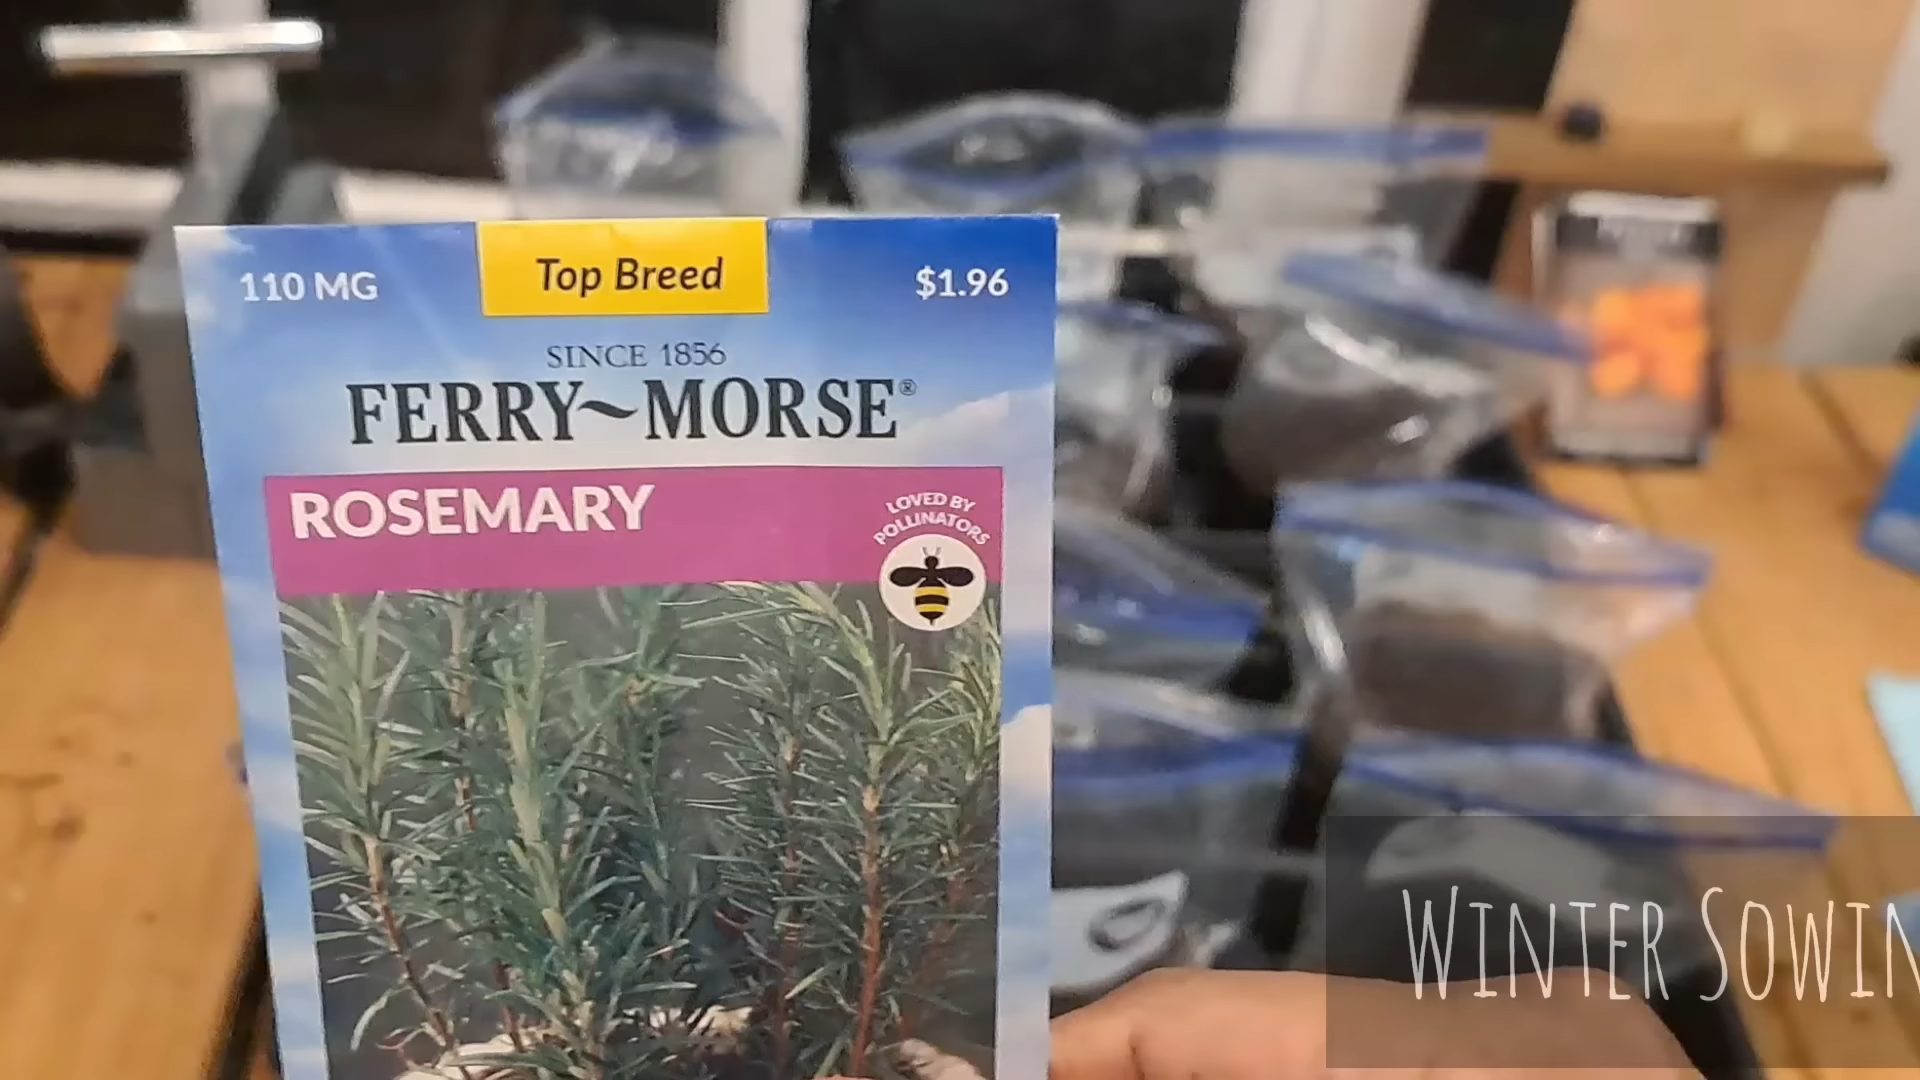 110 MG
Top Breed
$1.96
SINCE 1856
FERRY~MORSE®
ROSEMARY
LOVED BY
POLLINATORS
WINTER SOWIN